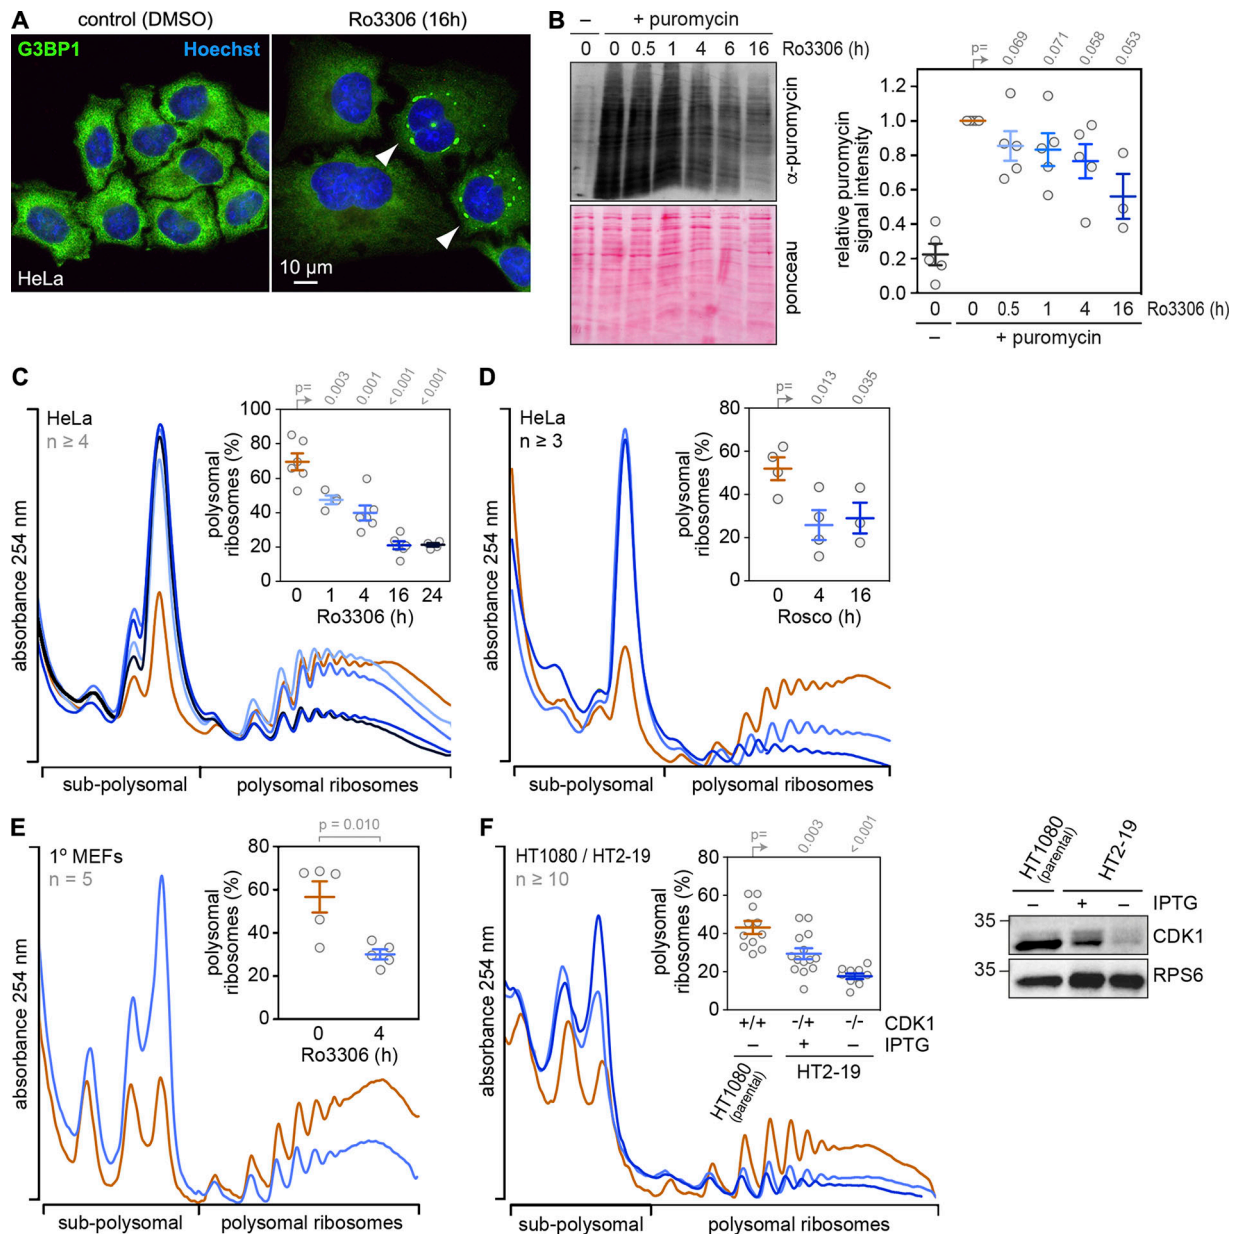 A
control (DMSO)
Ro3306 (16h)
G3BP1
Hoechst
HeLa
10 μm
B
–
+ puromycin
0 0 0.5 1 4 6 16 Ro3306 (h)
α-puromycin
ponceau
p= 0.069 0.071 0.058 0.053
relative puromycin
signal intensity
1.2
1.0
0.8
0.6
0.4
0.2
0.0
0 0 0.5 1 4 16 Ro3306 (h)
– + puromycin
C
HeLa
n ≥ 4
absorbance 254 nm
p= 0.003 0.001 < 0.001 < 0.001
polysomal
ribosomes (%)
100
80
60
40
20
0
0 1 4 16 24
Ro3306 (h)
sub-polysomal
polysomal ribosomes
D
HeLa
n ≥ 3
absorbance 254 nm
p= 0.013 0.035
polysomal
ribosomes (%)
80
60
40
20
0
0 4 16
Rosco (h)
sub-polysomal
polysomal ribosomes
E
1º MEFs
n = 5
absorbance 254 nm
p = 0.010
polysomal
ribosomes (%)
80
60
40
20
0
0 4
Ro3306 (h)
sub-polysomal
polysomal ribosomes
F
HT1080 / HT2-19
n ≥ 10
absorbance 254 nm
p= 0.003 < 0.001
polysomal
ribosomes (%)
80
60
40
20
0
+/+ -/+ -/- CDK1
– + – IPTG
HT1080
(parental)
HT2-19
sub-polysomal
polysomal ribosomes
HT1080
(parental)
HT2-19
– + – IPTG
35
CDK1
35
RPS6